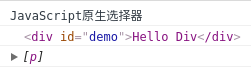 JavaScript原生选择器
<div id="demo">Hello Div</div>
▶ [p]